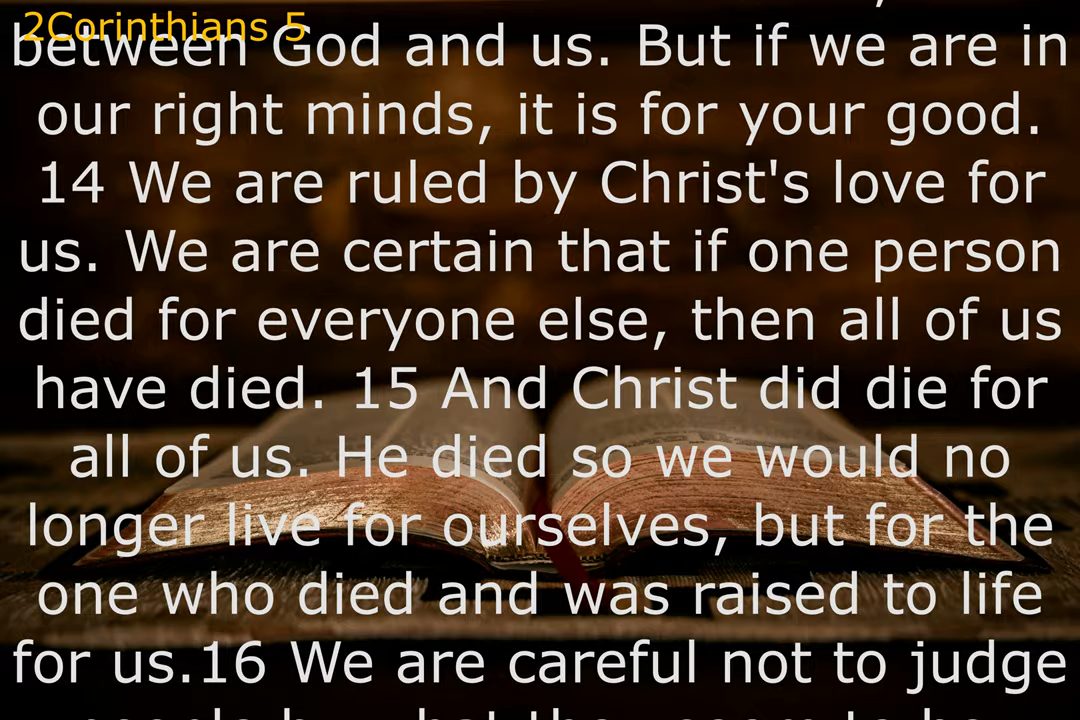 2Corinthians 5
between God and us. But if we are in
our right minds, it is for your good.
14 We are ruled by Christ's love for
us. We are certain that if one person
died for everyone else, then all of us
have died. 15 And Christ did die for
all of us. He died so we would no
longer live for ourselves, but for the
one who died and was raised to life
for us.16 We are careful not to judge